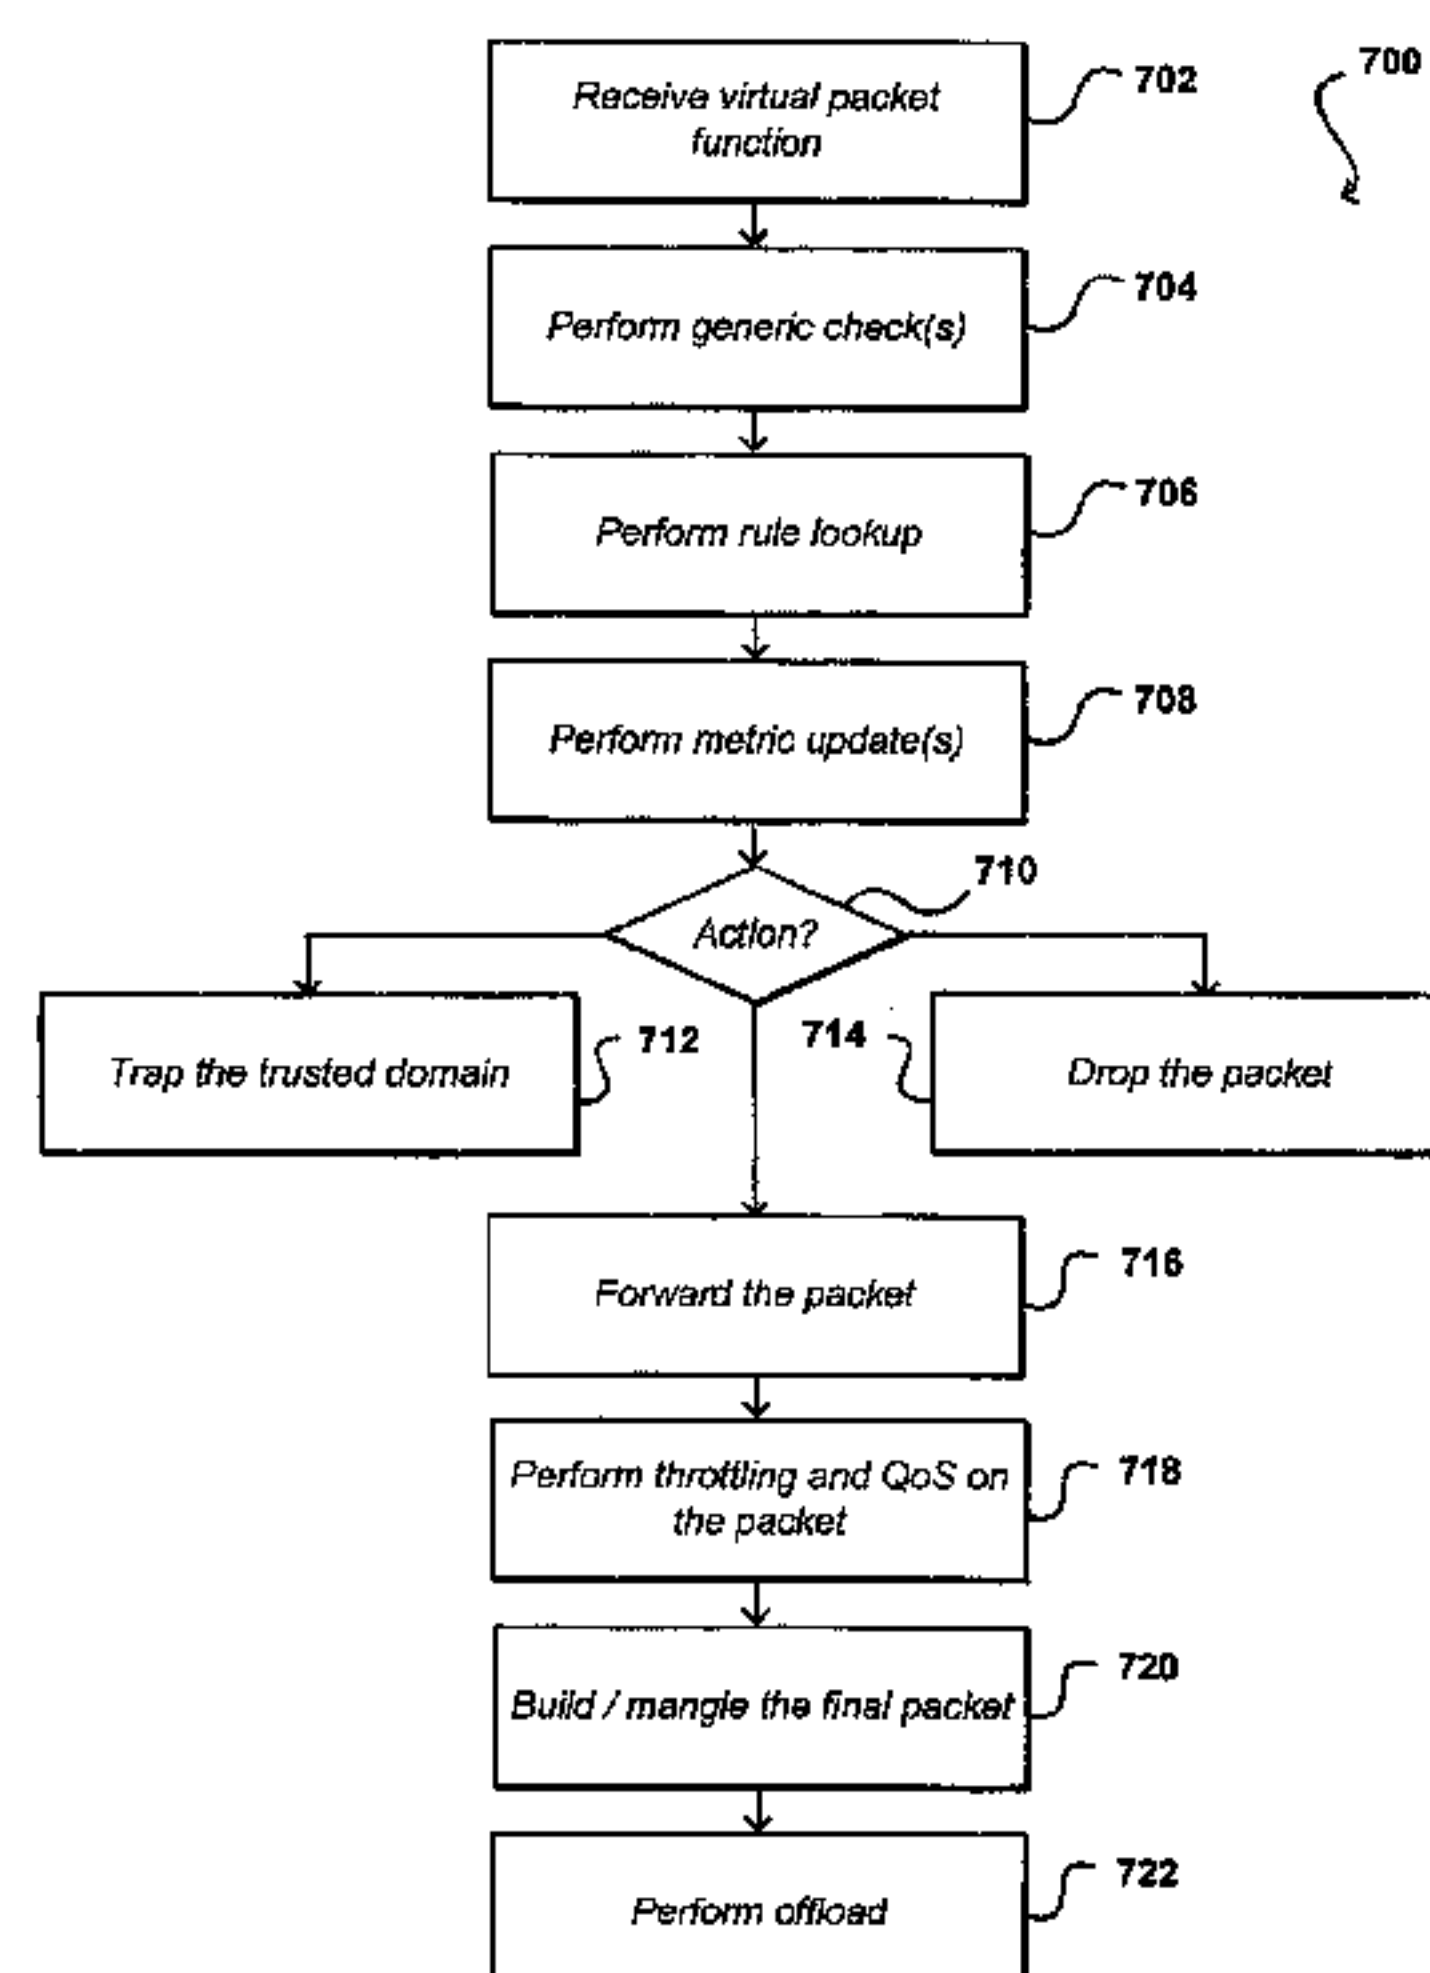 700
Receive virtual packet
function
702
Perform generic check(s)
704
Perform rule lookup
706
Perform metric update(s)
708
Action?
710
Trap the trusted domain
712
714
Drop the packet
Forward the packet
716
Perform throttling and QoS on
the packet
718
Build / mangle the final packet
720
Perform offload
722